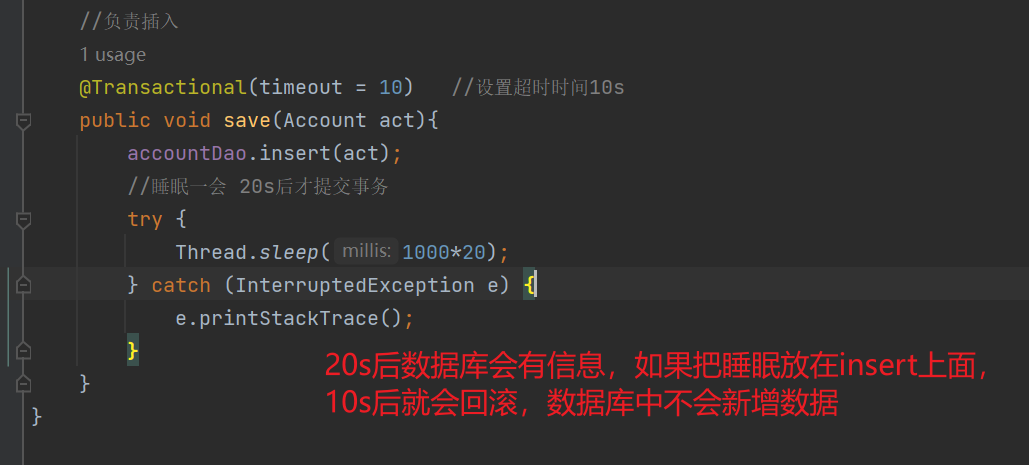 //负责插入
1 usage
@Transactional(timeout = 10)   //设置超时时间10s
public void save(Account act){
accountDao.insert(act);
//睡眠一会 20s后才提交事务
try {
Thread.sleep( millis: 1000*20);
} catch (InterruptedException e) {
e.printStackTrace();
}
20s后数据库会有信息，如果把睡眠放在insert上面，
10s后就会回滚，数据库中不会新增数据
}
}